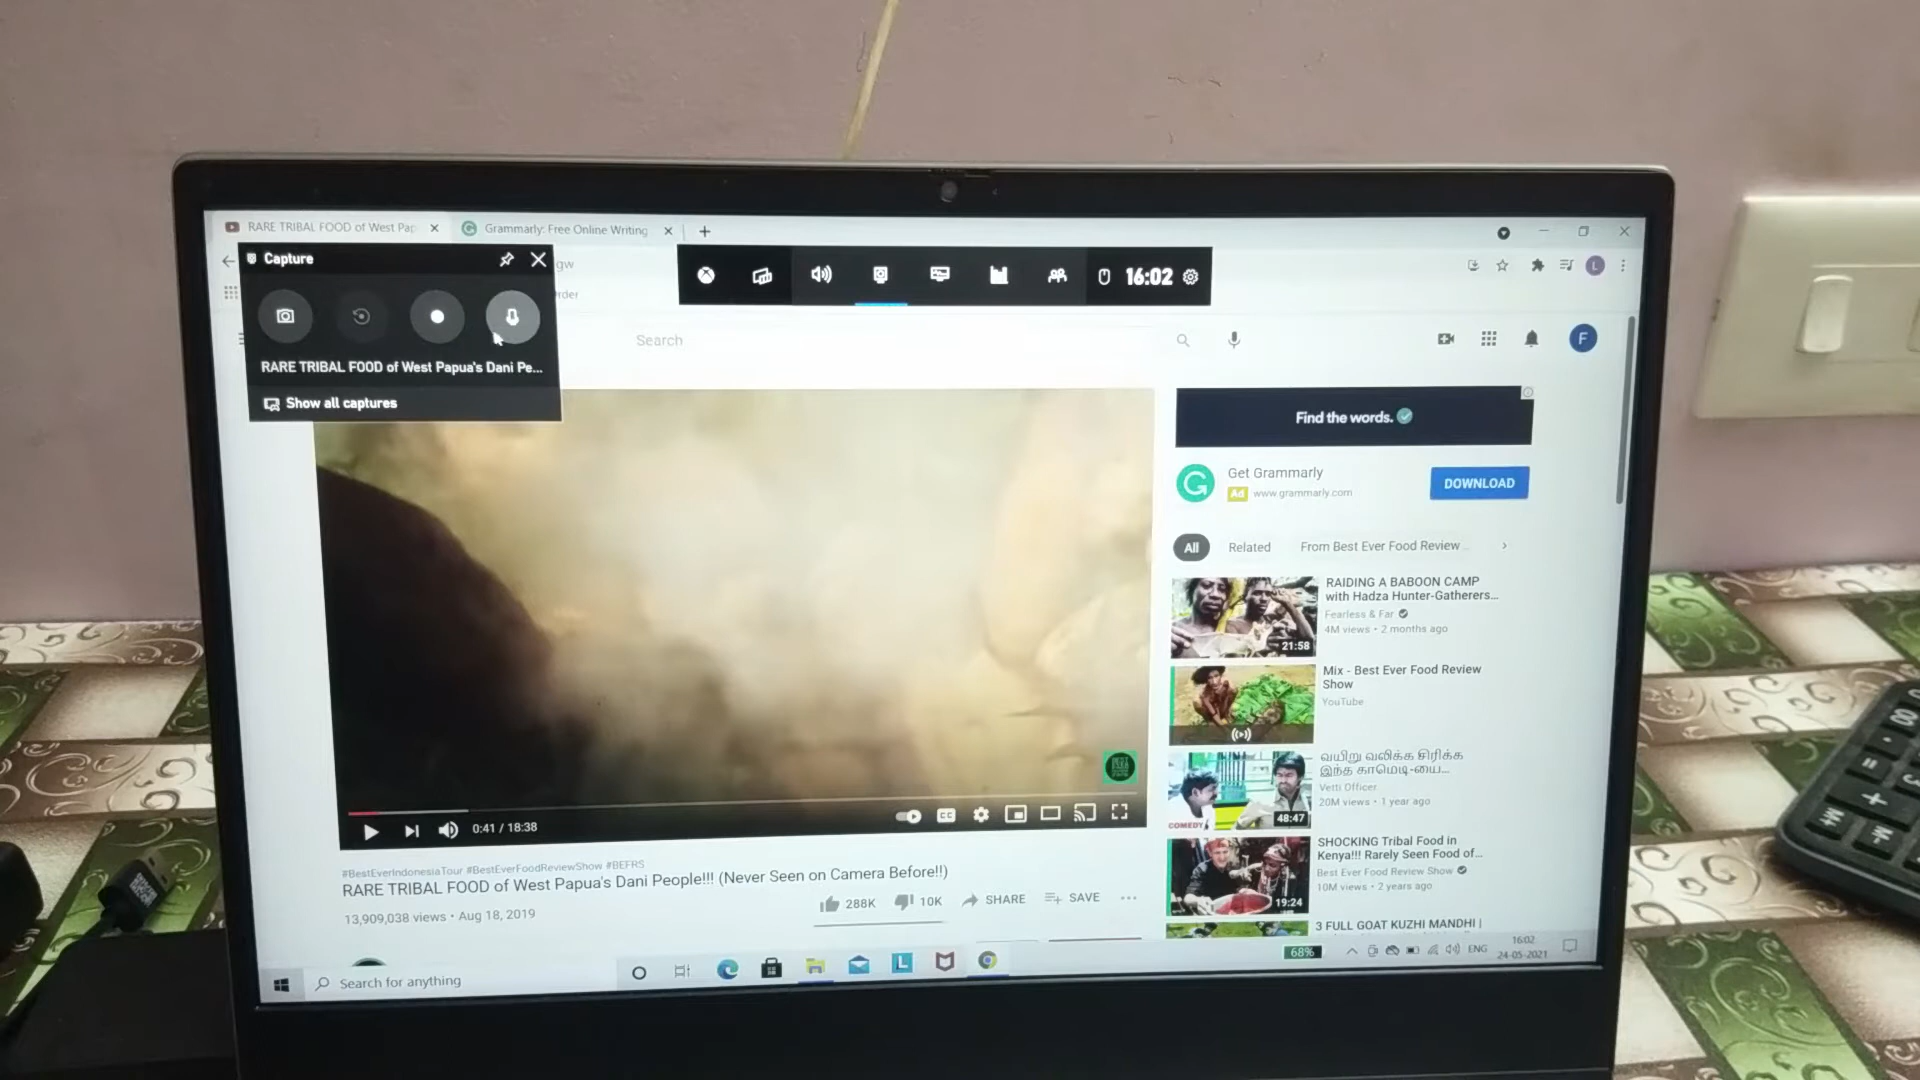 RARE TRIBAL FOOD of West Pap
Grammarly: Free Online Writing
Capture
gw
16:02
rder
Search
F
L
RARE TRIBAL FOOD of West Papua's Dani Pe...
Show all captures
Find the words.
Get Grammarly
Ad www.grammarly.com
DOWNLOAD
All
Related
From Best Ever Food Review
RAIDING A BABOON CAMP
with Hadza Hunter-Gatherers...
Fearless & Far
4M views • 2 months ago
21:58
Mix - Best Ever Food Review
Show
YouTube
வயிறு வலிக்க சிரிக்க
இந்த காமெடி-யை...
Vetti Officer
20M views • 1 year ago
COMEDY
48:47
SHOCKING Tribal Food in
Kenya!!! Rarely Seen Food of...
Best Ever Food Review Show
10M views • 2 years ago
19:24
3 FULL GOAT KUZHI MANDHI |
BEST EVER
CC
0:41 / 18:38
#BestEverIndonesiaTour #BestEverFoodReviewShow #BEFRS
RARE TRIBAL FOOD of West Papua's Dani People!!! (Never Seen on Camera Before!!)
13,909,038 views • Aug 18, 2019
288K
10K
SHARE
SAVE
Search for anything
L
68%
ENG
16:02
24-05-2021